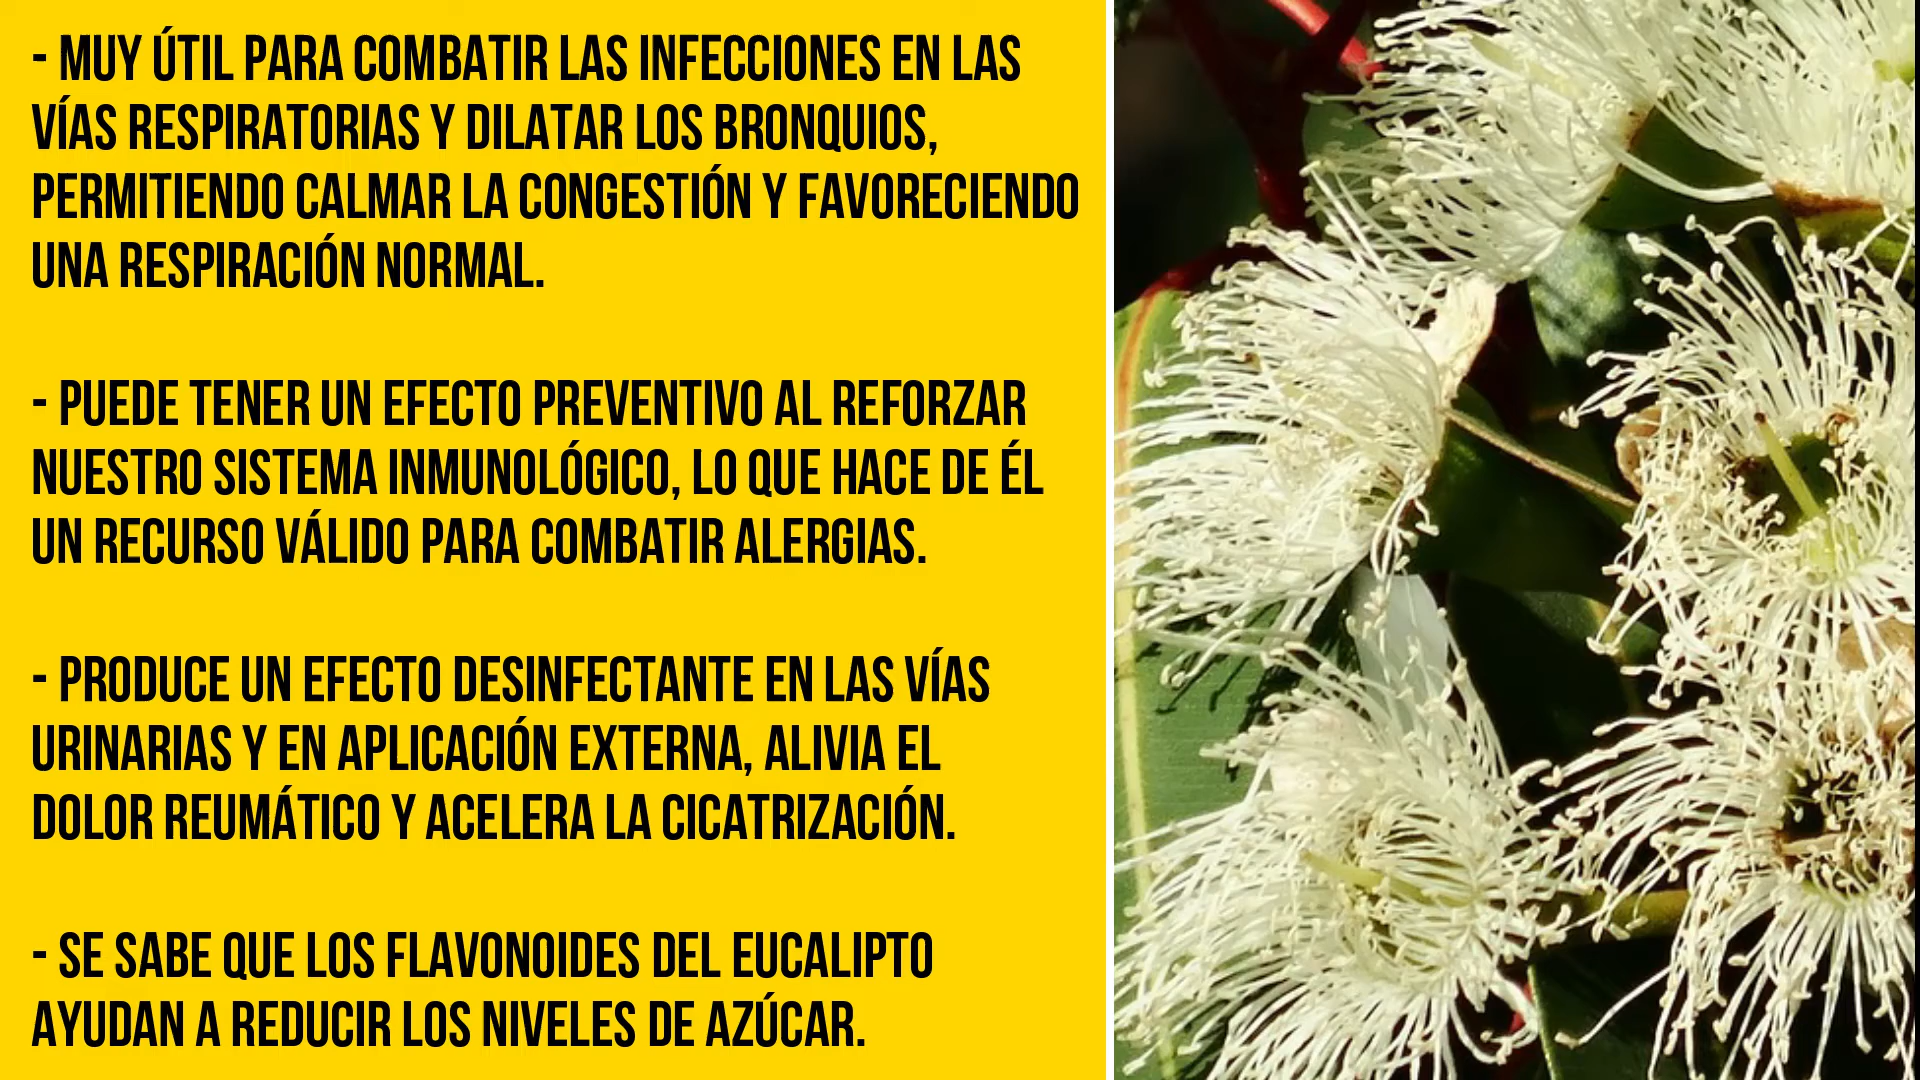 - MUY ÚTIL PARA COMBATIR LAS INFECCIONES EN LAS
VÍAS RESPIRATORIAS Y DILATAR LOS BRONQUIOS,
PERMITIENDO CALMAR LA CONGESTIÓN Y FAVORECIENDO
UNA RESPIRACIÓN NORMAL.
- PUEDE TENER UN EFECTO PREVENTIVO AL REFORZAR
NUESTRO SISTEMA INMUNOLÓGICO, LO QUE HACE DE ÉL
UN RECURSO VÁLIDO PARA COMBATIR ALERGIAS.
- PRODUCE UN EFECTO DESINFECTANTE EN LAS VÍAS
URINARIAS Y EN APLICACIÓN EXTERNA, ALIVIA EL
DOLOR REUMÁTICO Y ACELERA LA CICATRIZACIÓN.
- SE SABE QUE LOS FLAVONOIDES DEL EUCALIPTO
AYUDAN A REDUCIR LOS NIVELES DE AZÚCAR.